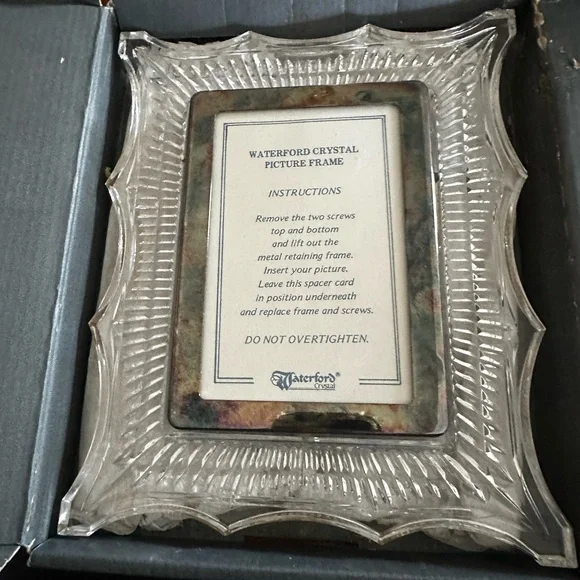 WATERFORD CRYSTAL
PICTURE FRAME
INSTRUCTIONS
Remove the two screws
top and bottom
and lift out the
metal retaining frame.
Insert your picture.
Leave this spacer card
in position underneath
and replace frame and screws.
DO NOT OVERTIGHTEN.
Waterford®
Crystal